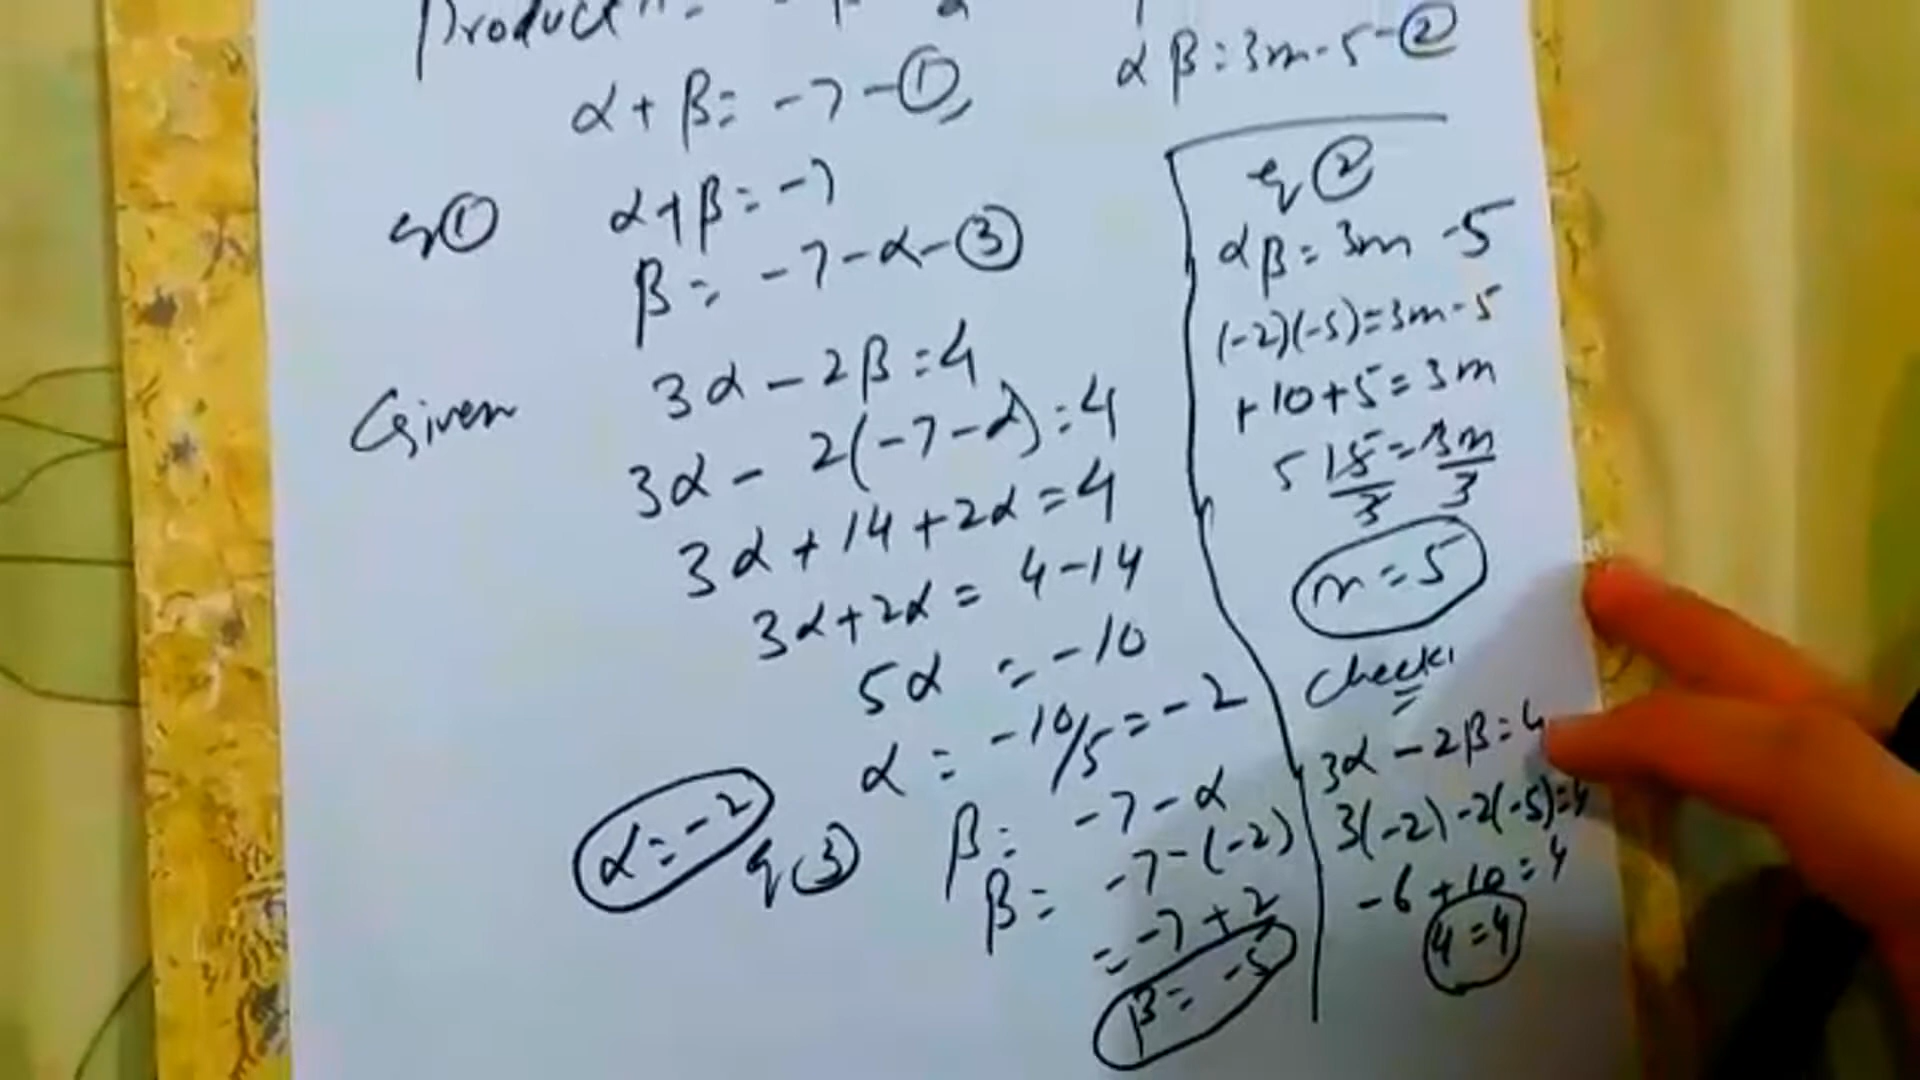 Product
α + β = -7 - ①
αβ = 3m - 5 - ②
eq ① α + β = -7
β = -7 - α - ③
Given 3α - 2β = 4
3α - 2(-7 - α) = 4
3α + 14 + 2α = 4
3α + 2α = 4 - 14
5α = -10
α = -10/5 = -2
α = -2
eq ③ β = -7 - α
β = -7 - (-2)
= -7 + 2
β = -5
eq ②
αβ = 3m - 5
(-2)(-5) = 3m - 5
+10 + 5 = 3m
5 15/3 = 3m/3
m = 5
Check:
3α - 2β = 4
3(-2) - 2(-5) = 4
-6 + 10 = 4
4 = 4